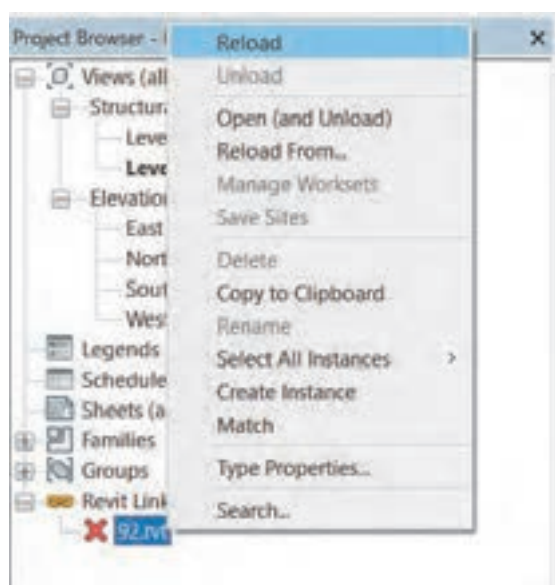 Project Browser -
Reload
Unload
Open (and Unload)
Reload From...
Manage Worksets
Save Sites
Delete
Copy to Clipboard
Rename
Select All Instances
Create Instance
Match
Type Properties...
Search...
Views (all
Structur
Leve
Leve
Elevation
East
Nort
Sout
Wes
Legends
Schedule
Sheets (a
Families
Groups
Revit Link
92.rvt